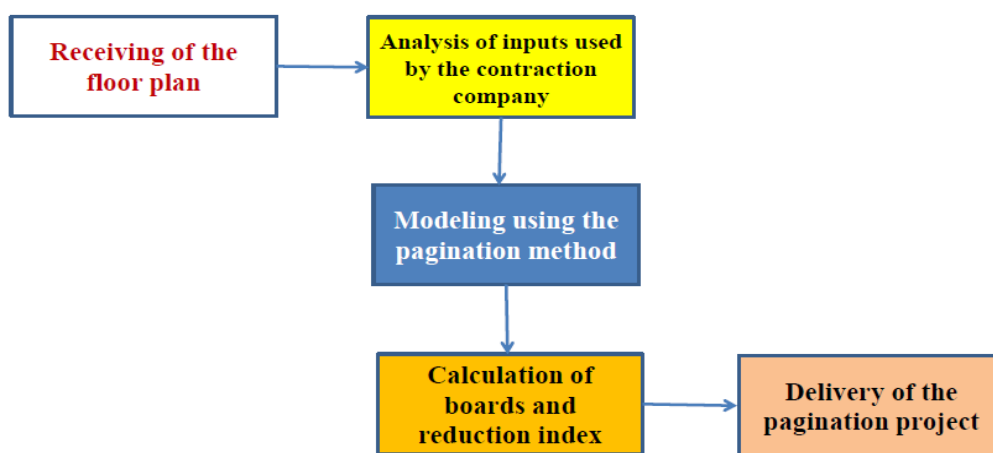 Receiving of the
floor plan
Analysis of inputs used
by the contraction
company
Modeling using the
pagination method
Calculation of
boards and
reduction index
Delivery of the
pagination project